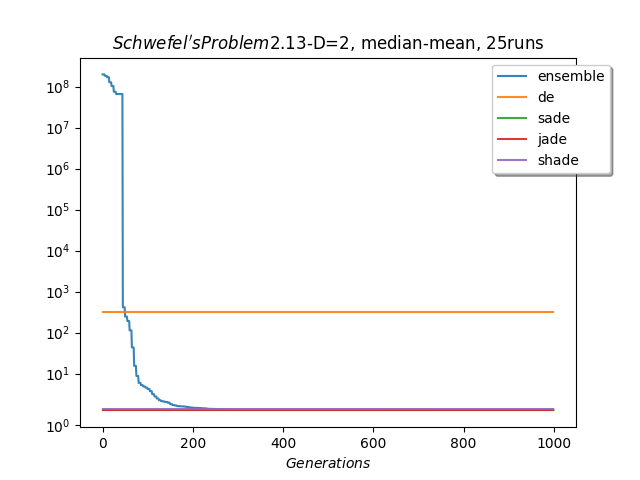 Schwefel'sProblem2.13-D=2, median-mean, 25runs
ensemble
de
sade
jade
shade
10^8
10^7
10^6
10^5
10^4
10^3
10^2
10^1
10^0
0 200 400 600 800 1000
Generations